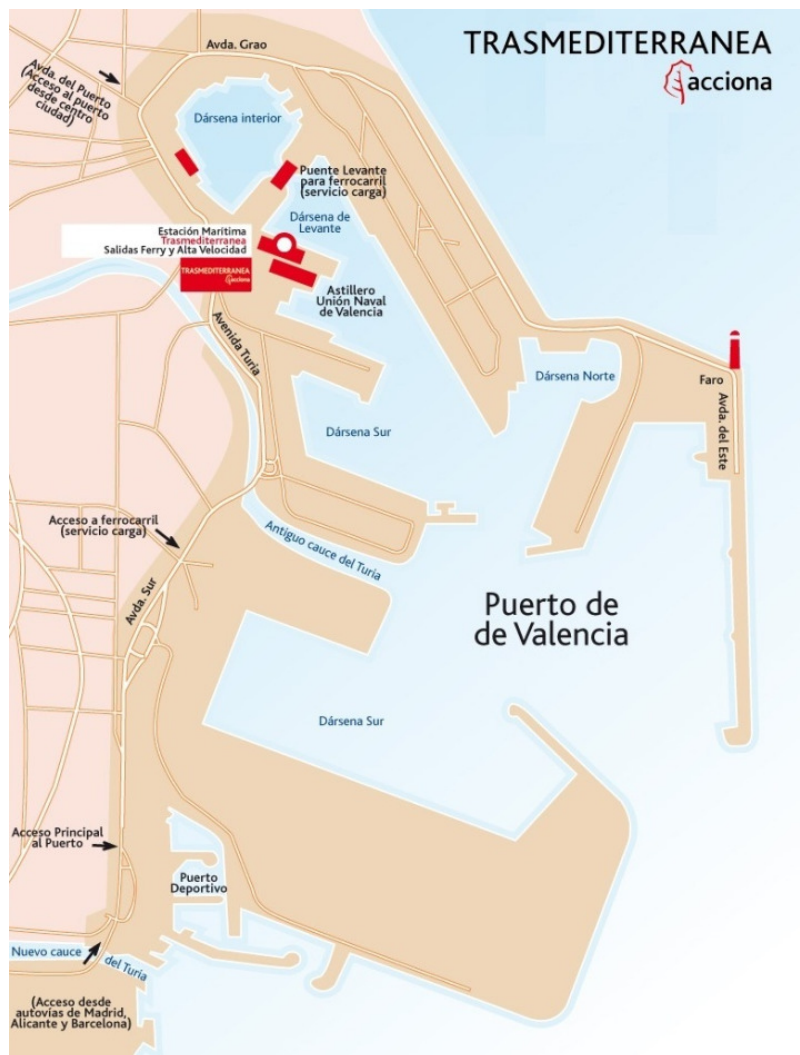 TRASMEDITERRANEA
acciona
Avda. Grao
Avda. del Puerto
(Acceso al puerto
desde centro
ciudad)
Dársena interior
Puente Levante
para ferrocarril
(servicio carga)
Dársena de
Levante
Estación Marítima
Trasmediterranea
Salidas Ferry y Alta Velocidad
TRASMEDITERRANEA
acciona
Astillero
Unión Naval
de Valencia
Avenida Turia
Dársena Norte
Faro
Avda. del Este
Dársena Sur
Acceso a ferrocarril
(servicio carga)
Antiguo cauce del Turia
Avda. Sur
Puerto de
de Valencia
Dársena Sur
Acceso Principal
al Puerto
Puerto
Deportivo
Nuevo cauce
del Turia
(Acceso desde
autovías de Madrid,
Alicante y Barcelona)